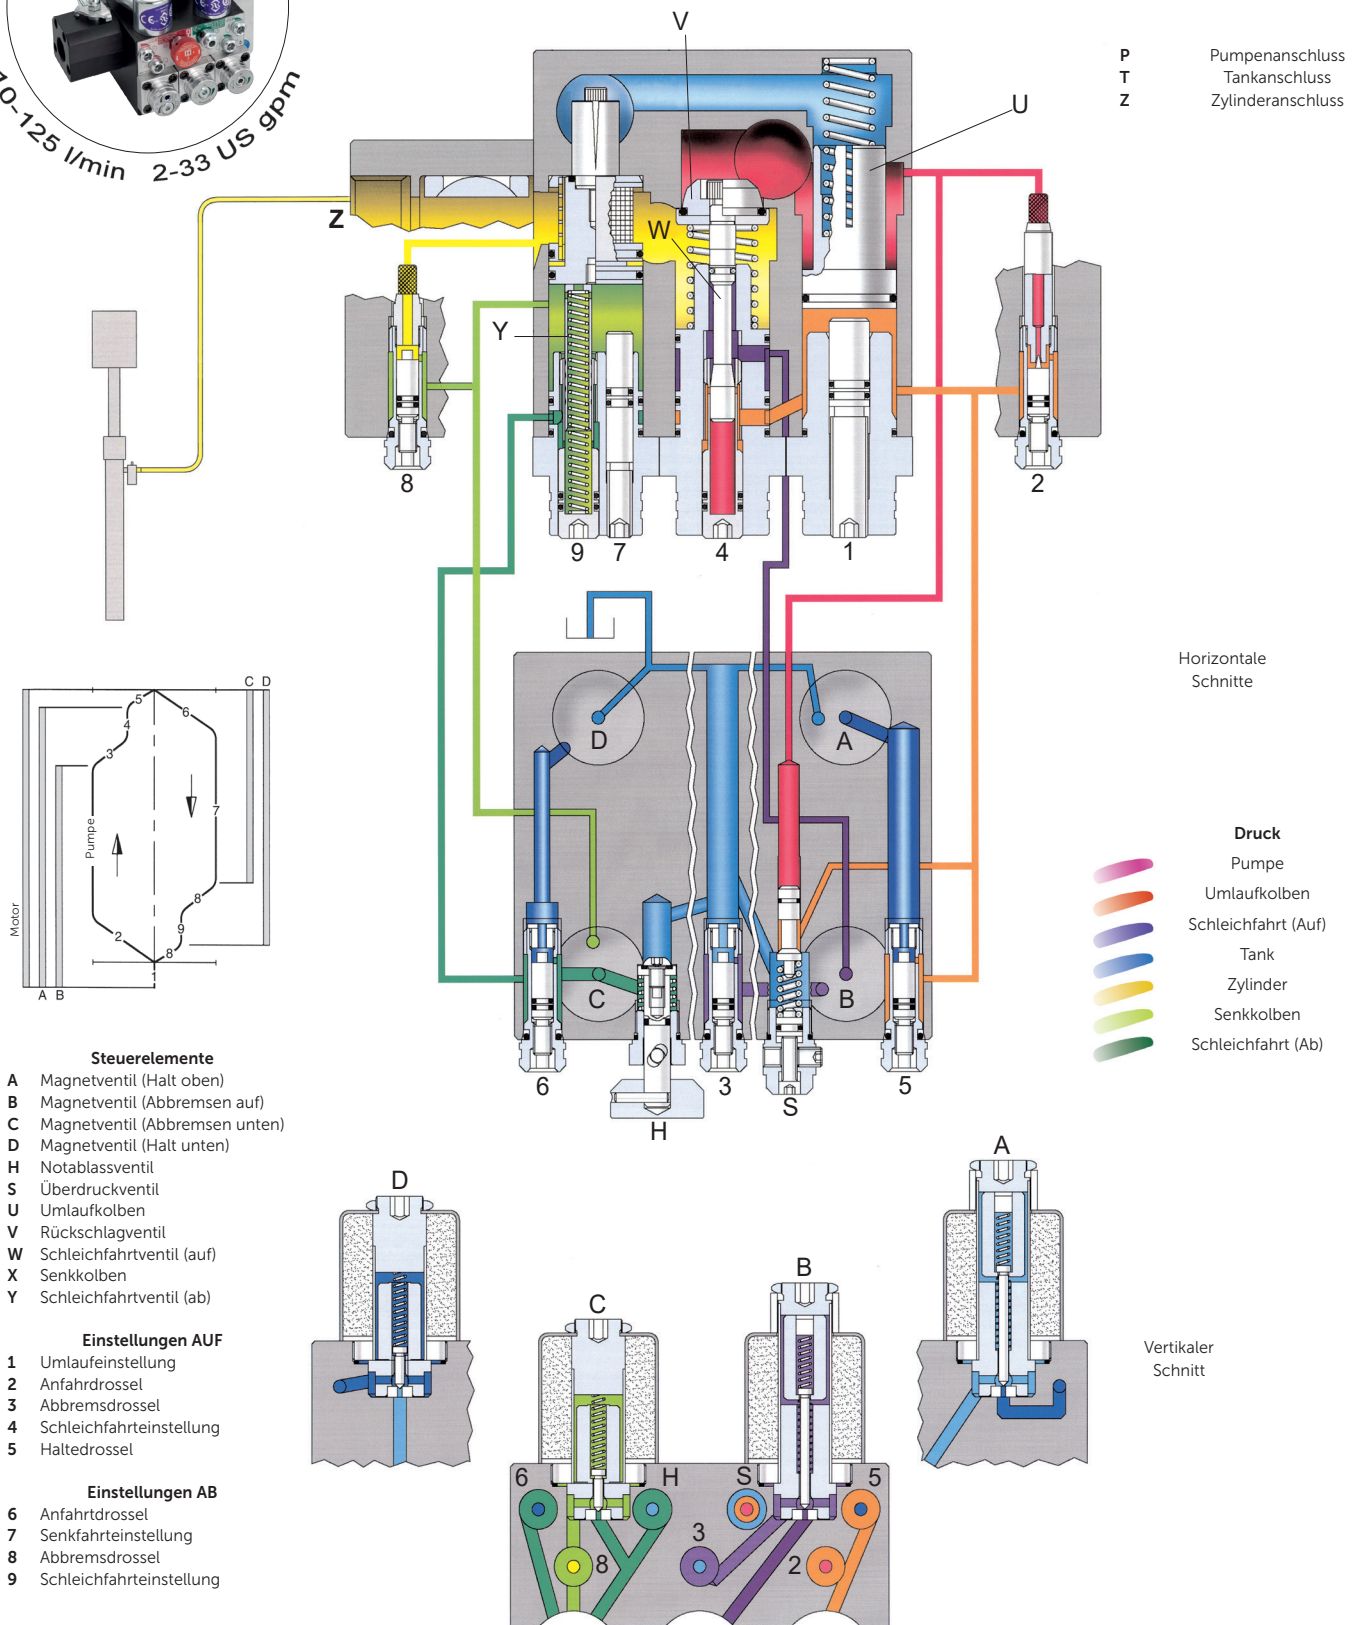 10-125 l/min 2-33 US gpm
P Pumpenanschluss
T Tankanschluss
Z Zylinderanschluss
V
U
Z
W
Y
8
9
7
4
1
2
Horizontale
Schnitte
D
A
C
B
6
H
3
S
5
C D
5
6
4
3
7
Pumpe
Motor
8
2
9
8
1
A B
Druck
Pumpe
Umlaufkolben
Schleichfahrt (Auf)
Tank
Zylinder
Senkkolben
Schleichfahrt (Ab)
Steuerelemente
A Magnetventil (Halt oben)
B Magnetventil (Abbremsen auf)
C Magnetventil (Abbremsen unten)
D Magnetventil (Halt unten)
H Notablassventil
S Überdruckventil
U Umlaufkolben
V Rückschlagventil
W Schleichfahrtventil (auf)
X Senkkolben
Y Schleichfahrtventil (ab)
Einstellungen AUF
1 Umlaufeinstellung
2 Anfahrdrossel
3 Abbremsdrossel
4 Schleichfahrteinstellung
5 Haltedrossel
Einstellungen AB
6 Anfahrtdrossel
7 Senkfahrteinstellung
8 Abbremsdrossel
9 Schleichfahrteinstellung
D
C
B
A
Vertikaler
Schnitt
6
H
S
5
8
3
2